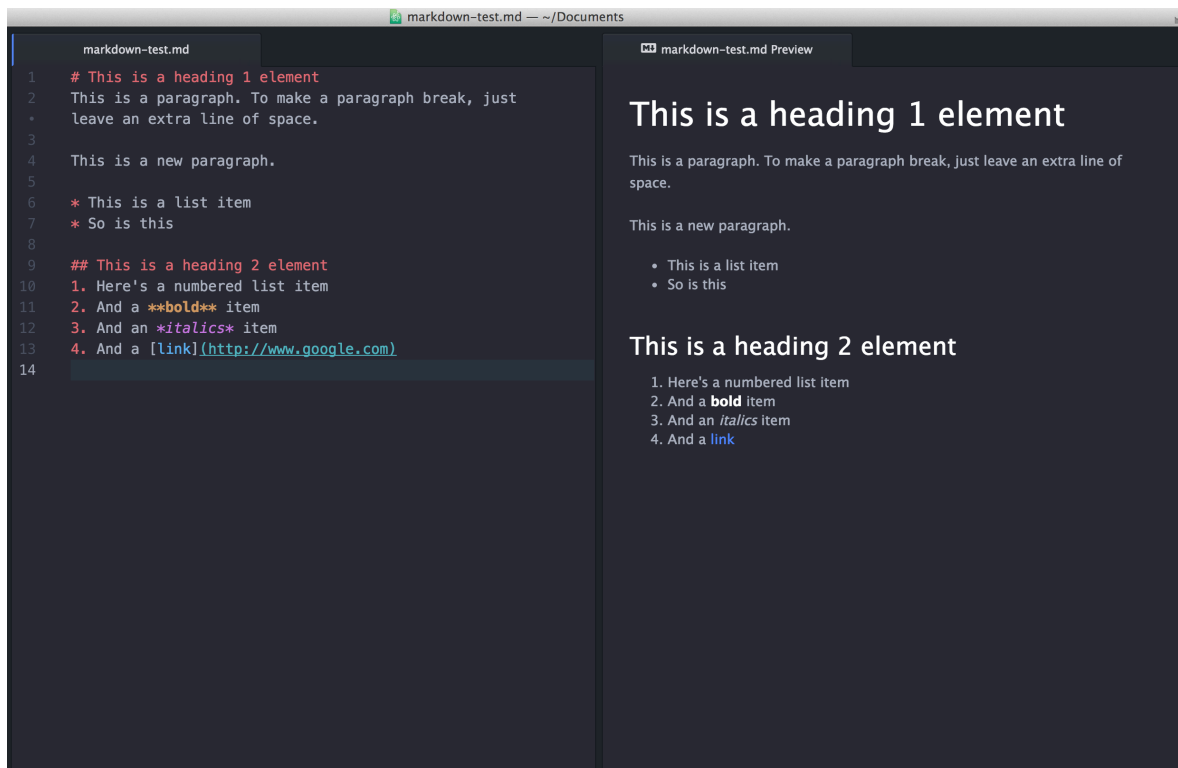 markdown-test.md — ~/Documents
markdown-test.md
1 # This is a heading 1 element
2 This is a paragraph. To make a paragraph break, just
• leave an extra line of space.
3
4 This is a new paragraph.
5
6 * This is a list item
7 * So is this
8
9 ## This is a heading 2 element
10 1. Here's a numbered list item
11 2. And a **bold** item
12 3. And an *italics* item
13 4. And a [link](http://www.google.com)
14
markdown-test.md Preview
This is a heading 1 element
This is a paragraph. To make a paragraph break, just leave an extra line of
space.
This is a new paragraph.
• This is a list item
• So is this
This is a heading 2 element
1. Here's a numbered list item
2. And a bold item
3. And an italics item
4. And a link